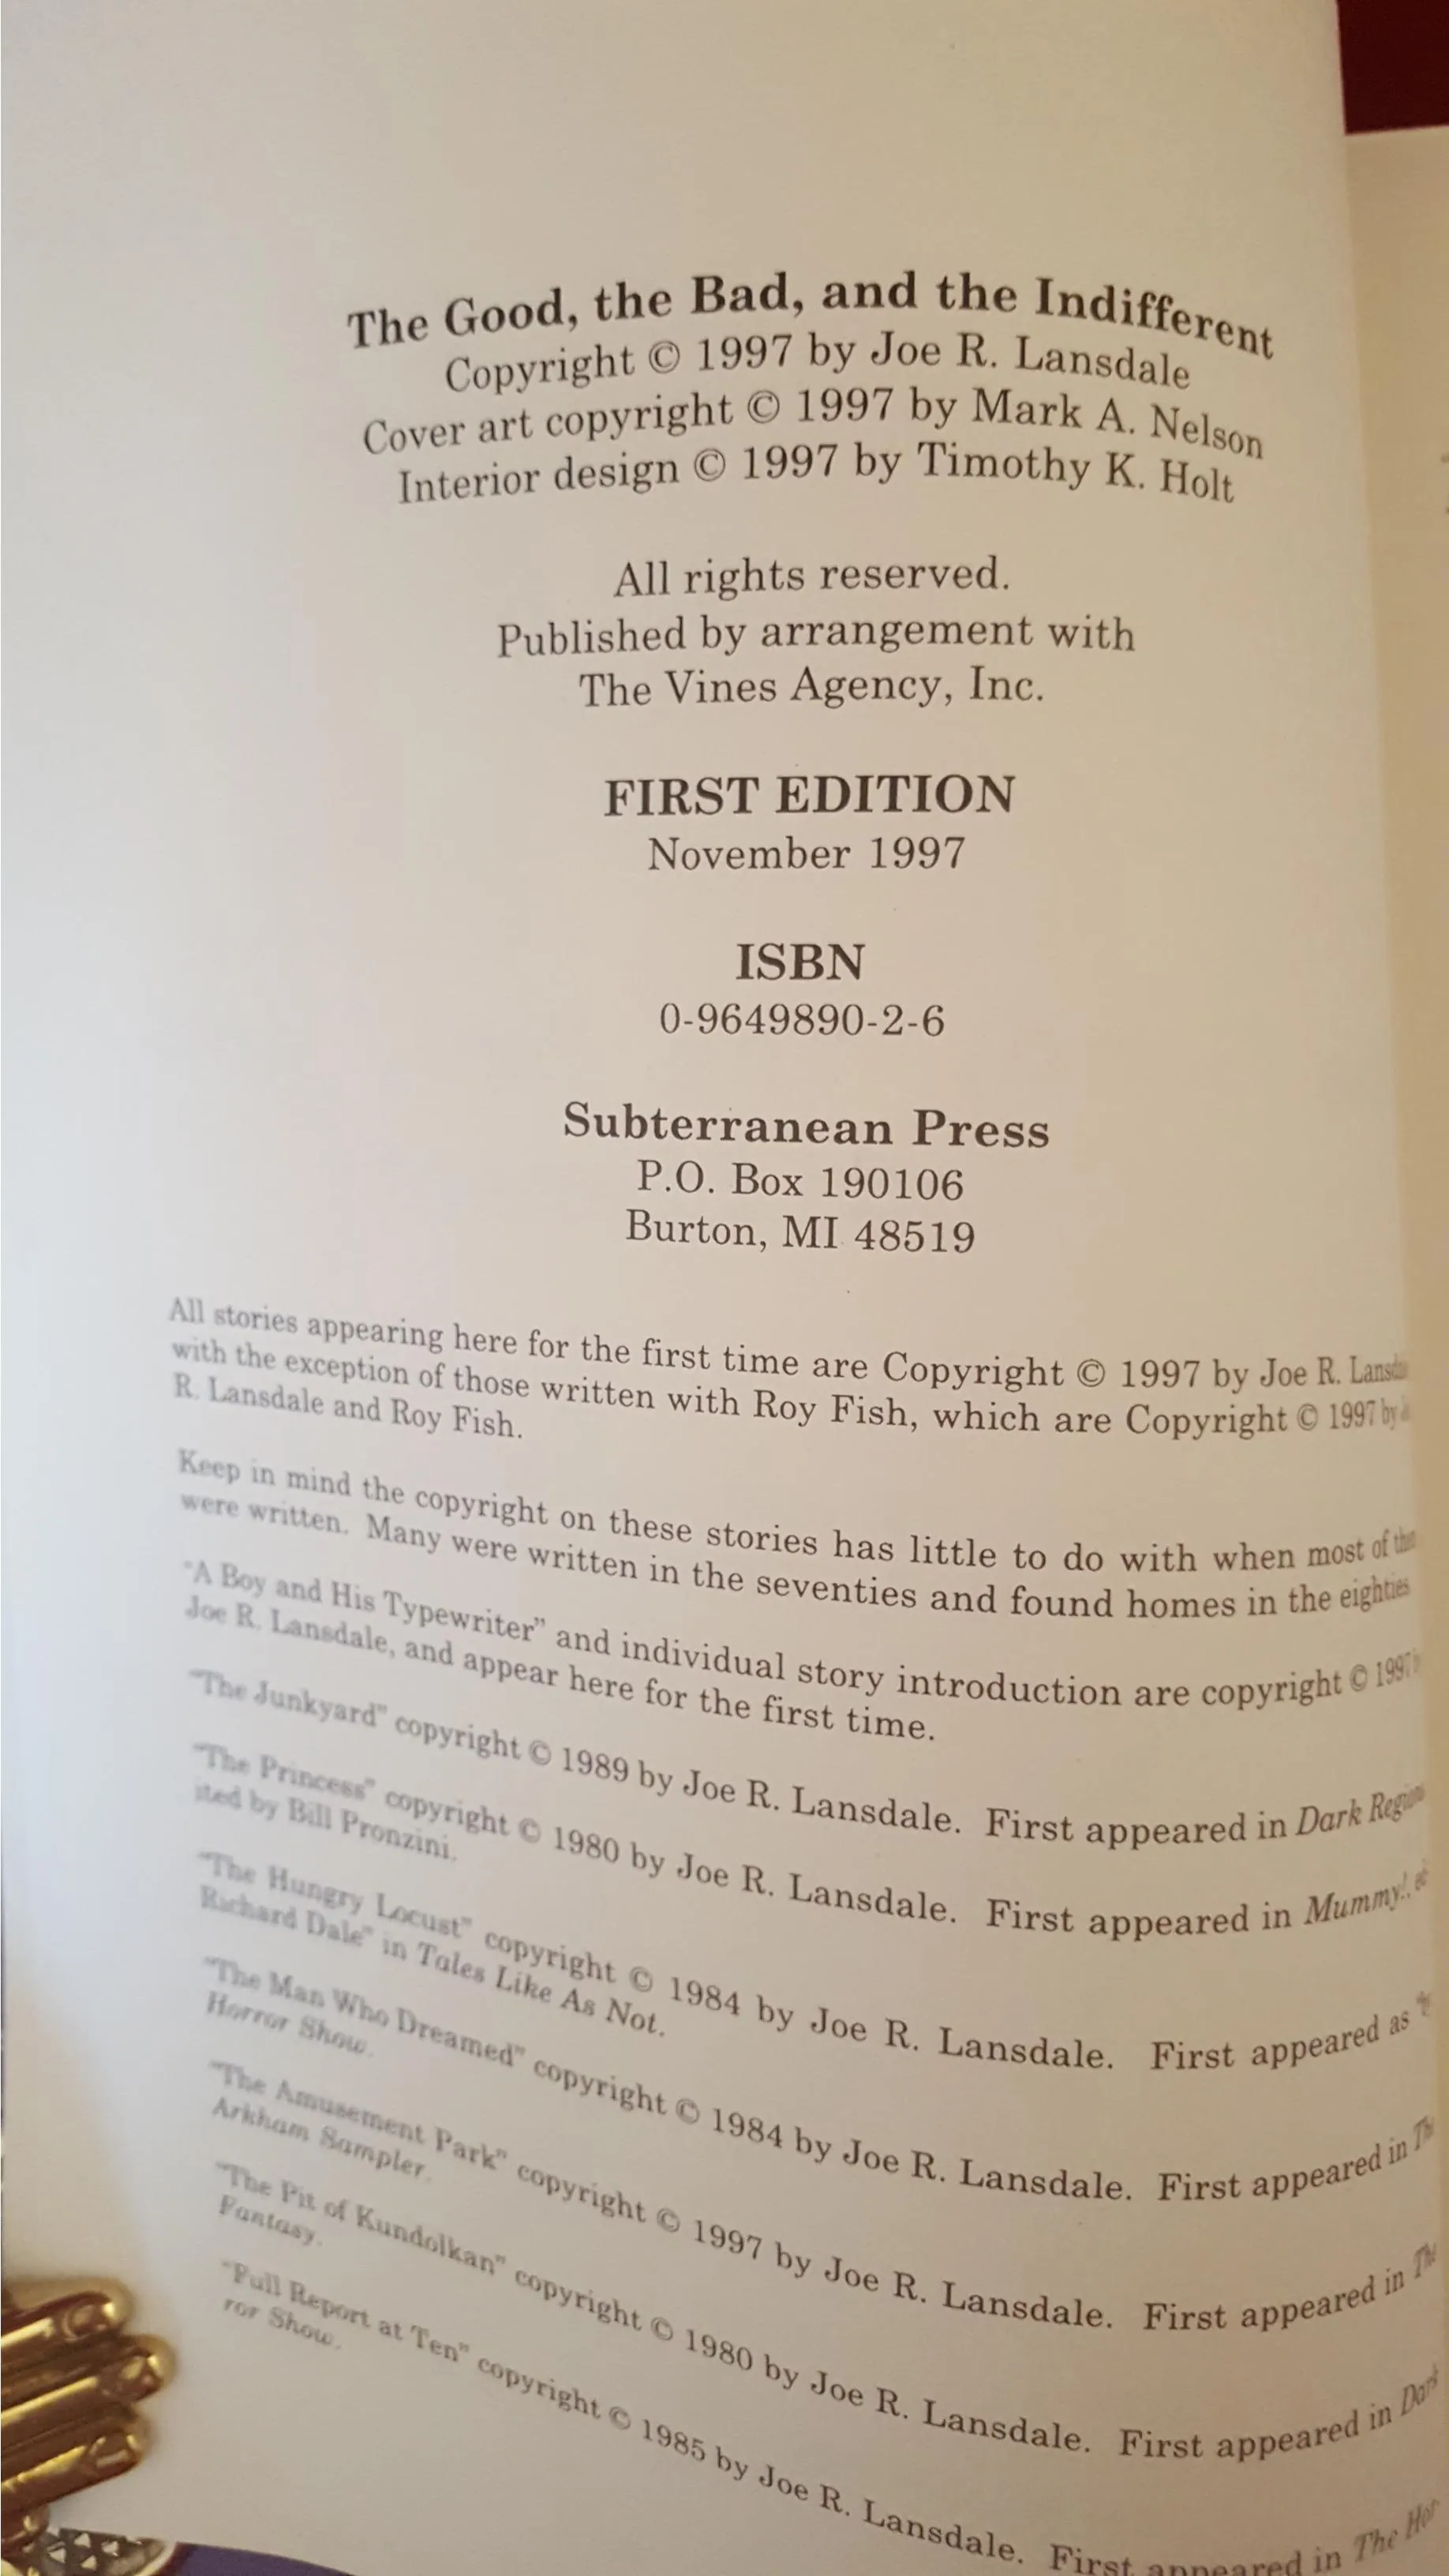 The Good, the Bad, and the Indifferent
Copyright © 1997 by Joe R. Lansdale
Cover art copyright © 1997 by Mark A. Nelson
Interior design © 1997 by Timothy K. Holt
All rights reserved.
Published by arrangement with
The Vines Agency, Inc.
FIRST EDITION
November 1997
ISBN
0-9649890-2-6
Subterranean Press
P.O. Box 190106
Burton, MI 48519
All stories appearing here for the first time are Copyright © 1997 by Joe R.
with the exception of those written with Roy Fish, which are Copyright © 1997 by
R. Lansdale and Roy Fish.
Keep in mind the copyright on these stories has little to do with when most of
were written. Many were written in the seventies and found homes in the eighties
"A Boy and His Typewriter" and individual story introduction are copyright © 1997
Joe R. Lansdale, and appear here for the first time.
"The Junkyard" copyright © 1989 by Joe R. Lansdale. First appeared in Dark
"The Princess" copyright © 1980 by Joe R. Lansdale. First appeared in Mummy!,
ited by Bill Pronzini.
"The Hungry Locust" copyright © 1984 by Joe R. Lansdale. First appeared as
Richard Dale" in Tales Like As Not.
"The Man Who Dreamed" copyright © 1984 by Joe R. Lansdale. First appeared in
Horror Show.
"The Amusement Park" copyright © 1997 by Joe R. Lansdale. First appeared in
Arkham Sampler.
"The Pit of Kundolkan" copyright © 1980 by Joe R. Lansdale. First appeared in Dark
Fantasy.
"Full Report at Ten" copyright © 1985 by Joe R. Lansdale. First appeared in The Hor
ror Show.